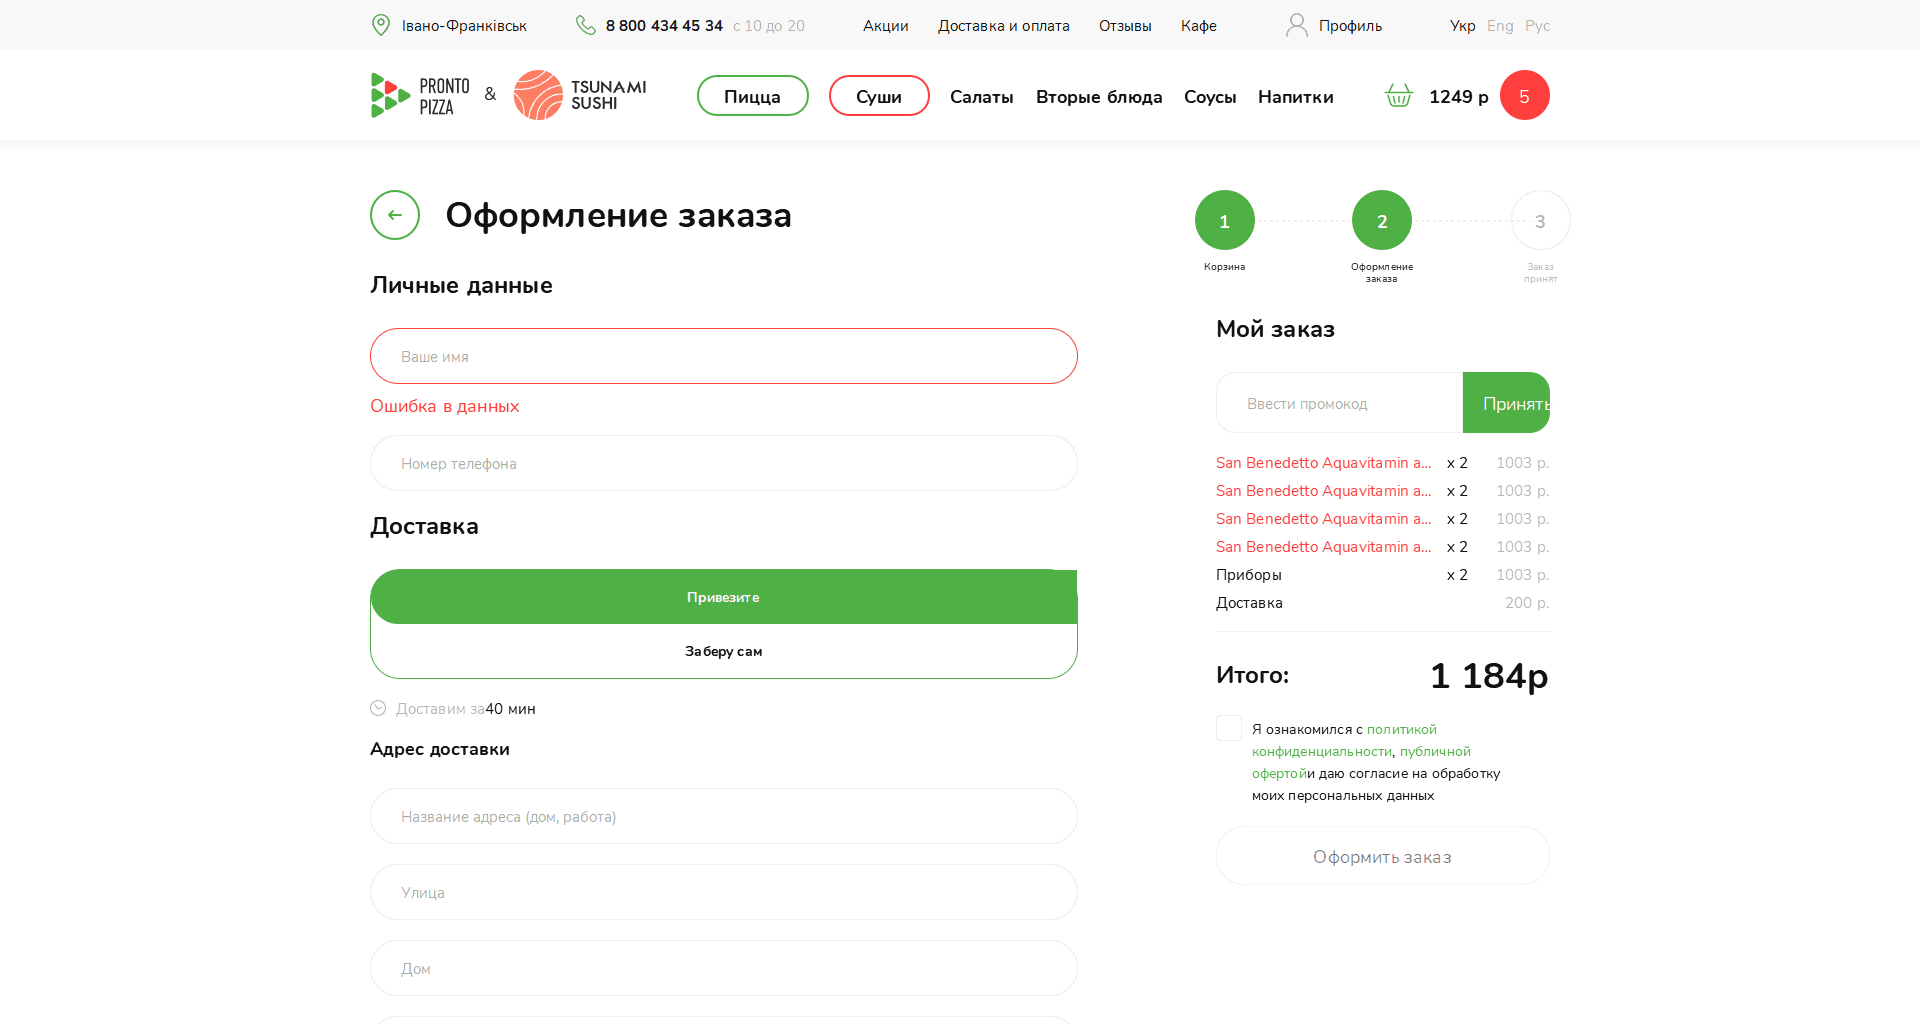 Івано-Франківськ 8 800 434 45 34 с 10 до 20 Акции Доставка и оплата Отзывы Кафе Профиль Укр Eng Рус
PRONTO PIZZA & TSUNAMI SUSHI Пицца Суши Салаты Вторые блюда Соусы Напитки 1249 р 5
Оформление заказа
Личные данные
Ваше имя
Ошибка в данных
Номер телефона
Доставка
Привезите
Заберу сам
Доставим за40 мин
Адрес доставки
Название адреса (дом, работа)
Улица
Дом
1 2 3
Корзина
Оформление
заказа
Заказ
принят
Мой заказ
Ввести промокод Принять
San Benedetto Aquavitamin a... x 2 1003 р.
San Benedetto Aquavitamin a... x 2 1003 р.
San Benedetto Aquavitamin a... x 2 1003 р.
San Benedetto Aquavitamin a... x 2 1003 р.
Приборы x 2 1003 р.
Доставка 200 р.
Итого: 1 184р
Я ознакомился с политикой
конфиденциальности, публичной
офертойи даю согласие на обработку
моих персональных данных
Оформить заказ